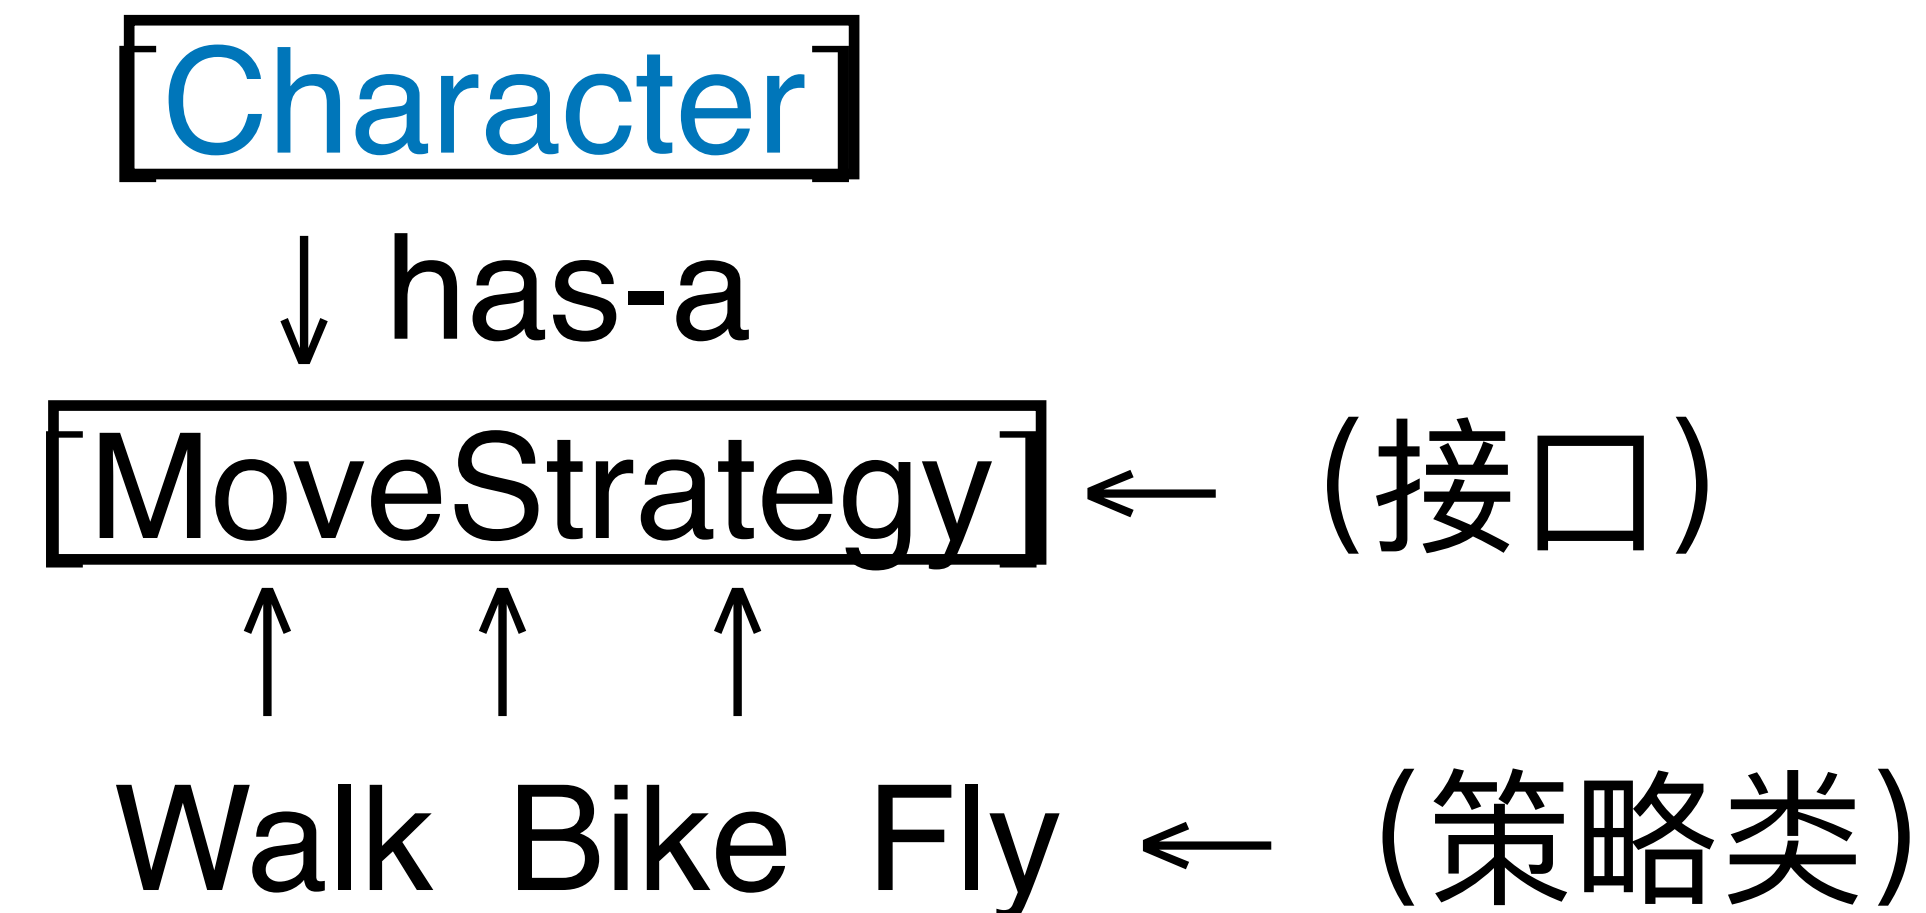 [Character]
↓ has-a
[MoveStrategy] ← (接口)
↑ ↑ ↑
Walk Bike Fly ← (策略类)